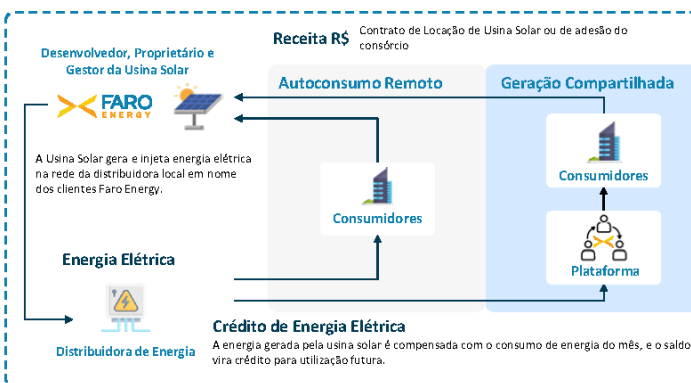 Receita R$
Contrato de Locação de Usina Solar ou de adesão do
consórcio
Desenvolvedor, Proprietário e
Gestor da Usina Solar
FARO
ENERGY
Autoconsumo Remoto
Geração Compartilhada
A Usina Solar gera e injeta energia elétrica
na rede da distribuidora local em nome
dos clientes Faro Energy.
Consumidores
Consumidores
Plataforma
Energia Elétrica
Distribuidora de Energia
Crédito de Energia Elétrica
A energia gerada pela usina solar é compensada com o consumo de energia do mês, e o saldo
vira crédito para utilização futura.